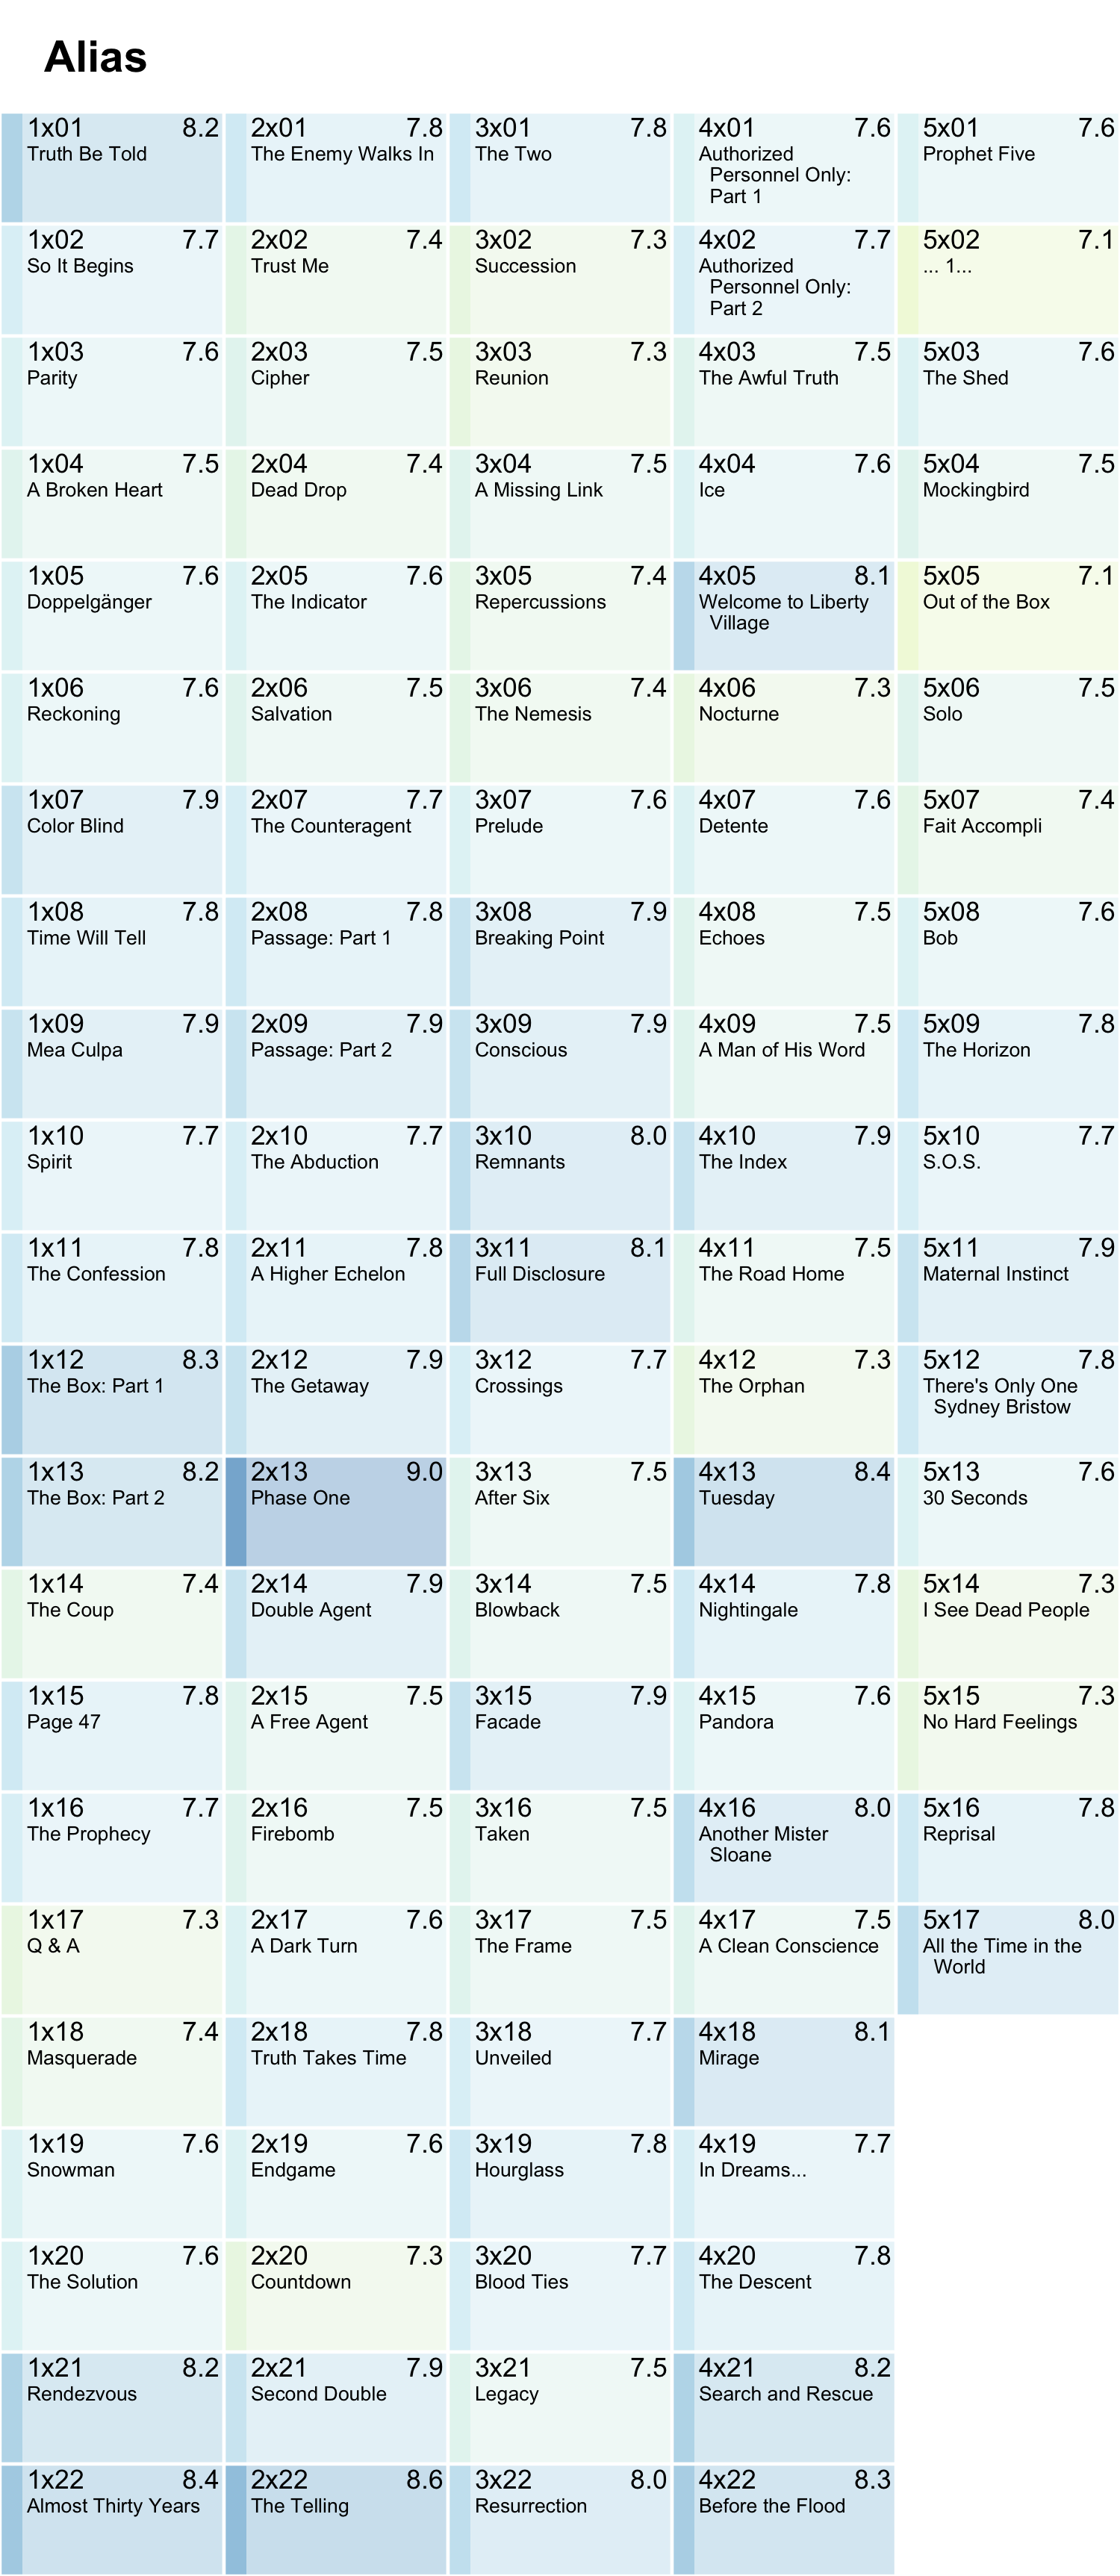 Alias
1x01 8.2
Truth Be Told
1x02 7.7
So It Begins
1x03 7.6
Parity
1x04 7.5
A Broken Heart
1x05 7.6
Doppelgänger
1x06 7.6
Reckoning
1x07 7.9
Color Blind
1x08 7.8
Time Will Tell
1x09 7.9
Mea Culpa
1x10 7.7
Spirit
1x11 7.8
The Confession
1x12 8.3
The Box: Part 1
1x13 8.2
The Box: Part 2
1x14 7.4
The Coup
1x15 7.8
Page 47
1x16 7.7
The Prophecy
1x17 7.3
Q & A
1x18 7.4
Masquerade
1x19 7.6
Snowman
1x20 7.6
The Solution
1x21 8.2
Rendezvous
1x22 8.4
Almost Thirty Years
2x01 7.8
The Enemy Walks In
2x02 7.4
Trust Me
2x03 7.5
Cipher
2x04 7.4
Dead Drop
2x05 7.6
The Indicator
2x06 7.5
Salvation
2x07 7.7
The Counteragent
2x08 7.8
Passage: Part 1
2x09 7.9
Passage: Part 2
2x10 7.7
The Abduction
2x11 7.8
A Higher Echelon
2x12 7.9
The Getaway
2x13 9.0
Phase One
2x14 7.9
Double Agent
2x15 7.5
A Free Agent
2x16 7.5
Firebomb
2x17 7.6
A Dark Turn
2x18 7.8
Truth Takes Time
2x19 7.6
Endgame
2x20 7.3
Countdown
2x21 7.9
Second Double
2x22 8.6
The Telling
3x01 7.8
The Two
3x02 7.3
Succession
3x03 7.3
Reunion
3x04 7.5
A Missing Link
3x05 7.4
Repercussions
3x06 7.4
The Nemesis
3x07 7.6
Prelude
3x08 7.9
Breaking Point
3x09 7.9
Conscious
3x10 8.0
Remnants
3x11 8.1
Full Disclosure
3x12 7.7
Crossings
3x13 7.5
After Six
3x14 7.5
Blowback
3x15 7.9
Facade
3x16 7.5
Taken
3x17 7.5
The Frame
3x18 7.7
Unveiled
3x19 7.8
Hourglass
3x20 7.7
Blood Ties
3x21 7.5
Legacy
3x22 8.0
Resurrection
4x01 7.6
Authorized
Personnel Only:
Part 1
4x02 7.7
Authorized
Personnel Only:
Part 2
4x03 7.5
The Awful Truth
4x04 7.6
Ice
4x05 8.1
Welcome to Liberty
Village
4x06 7.3
Nocturne
4x07 7.6
Detente
4x08 7.5
Echoes
4x09 7.5
A Man of His Word
4x10 7.9
The Index
4x11 7.5
The Road Home
4x12 7.3
The Orphan
4x13 8.4
Tuesday
4x14 7.8
Nightingale
4x15 7.6
Pandora
4x16 8.0
Another Mister
Sloane
4x17 7.5
A Clean Conscience
4x18 8.1
Mirage
4x19 7.7
In Dreams...
4x20 7.8
The Descent
4x21 8.2
Search and Rescue
4x22 8.3
Before the Flood
5x01 7.6
Prophet Five
5x02 7.1
... 1...
5x03 7.6
The Shed
5x04 7.5
Mockingbird
5x05 7.1
Out of the Box
5x06 7.5
Solo
5x07 7.4
Fait Accompli
5x08 7.6
Bob
5x09 7.8
The Horizon
5x10 7.7
S.O.S.
5x11 7.9
Maternal Instinct
5x12 7.8
There's Only One
Sydney Bristow
5x13 7.6
30 Seconds
5x14 7.3
I See Dead People
5x15 7.3
No Hard Feelings
5x16 7.8
Reprisal
5x17 8.0
All the Time in the
World